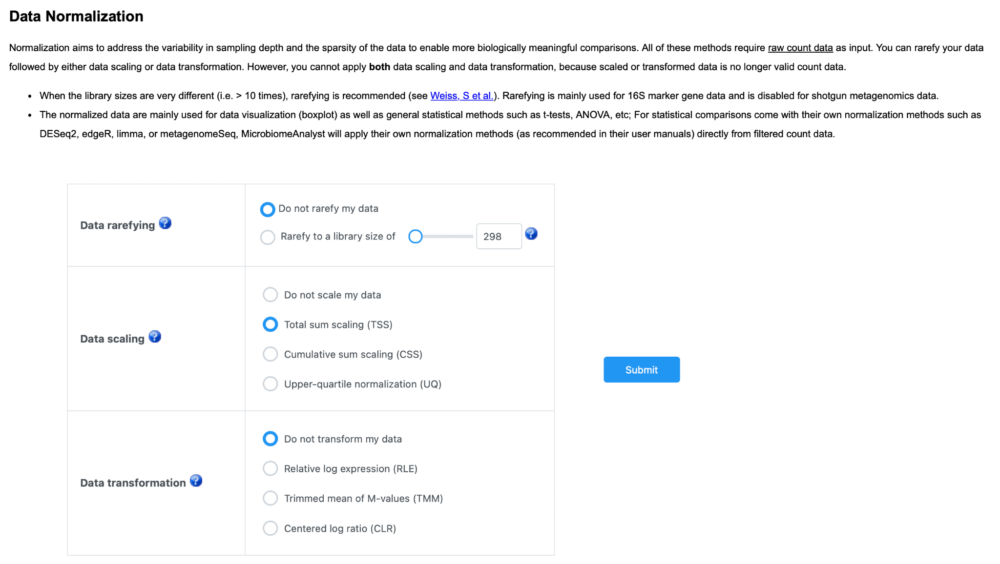 Data Normalization
Normalization aims to address the variability in sampling depth and the sparsity of the data to enable more biologically meaningful comparisons. All of these methods require raw count data as input. You can rarefy your data
followed by either data scaling or data transformation. However, you cannot apply both data scaling and data transformation, because scaled or transformed data is no longer valid count data.
• When the library sizes are very different (i.e. > 10 times), rarefying is recommended (see Weiss, S et al.). Rarefying is mainly used for 16S marker gene data and is disabled for shotgun metagenomics data.
• The normalized data are mainly used for data visualization (boxplot) as well as general statistical methods such as t-tests, ANOVA, etc; For statistical comparisons come with their own normalization methods such as
DESeq2, edgeR, limma, or metagenomeSeq, MicrobiomeAnalyst will apply their own normalization methods (as recommended in their user manuals) directly from filtered count data.
Data rarefying ?
Do not rarefy my data
Rarefy to a library size of 298 ?
Data scaling ?
Do not scale my data
Total sum scaling (TSS)
Cumulative sum scaling (CSS)
Upper-quartile normalization (UQ)
Submit
Data transformation ?
Do not transform my data
Relative log expression (RLE)
Trimmed mean of M-values (TMM)
Centered log ratio (CLR)